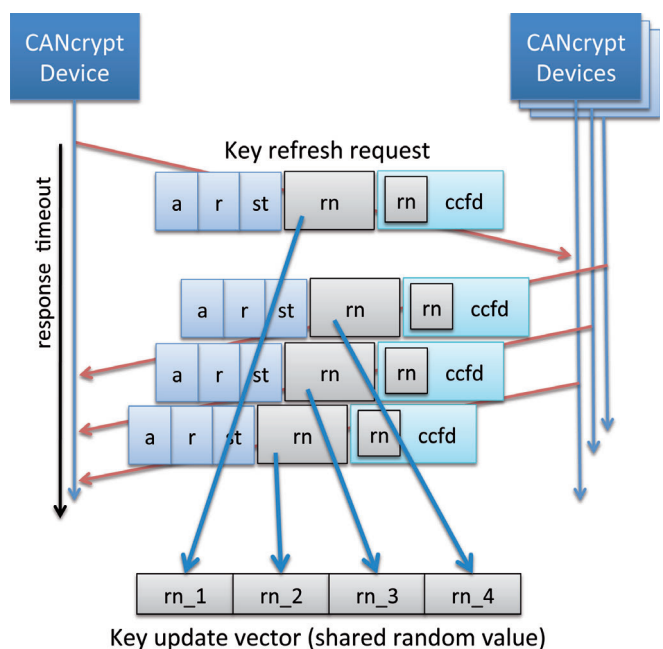 CANcrypt
Device
CANcrypt
Devices
Key refresh request
response timeout
a r st rn rn ccfd
a r st rn rn ccfd
a r st rn rn ccfd
a r st rn rn ccfd
rn_1 rn_2 rn_3 rn_4
Key update vector (shared random value)